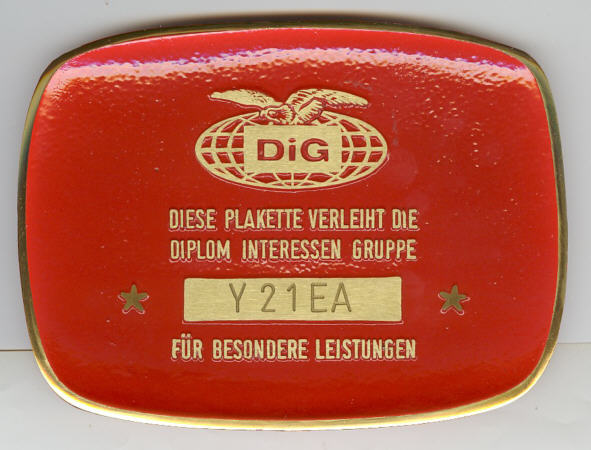 DiG
DIESE PLAKETTE VERLEIHT DIE
DIPLOM INTERESSEN GRUPPE
Y21EA
FÜR BESONDERE LEISTUNGEN